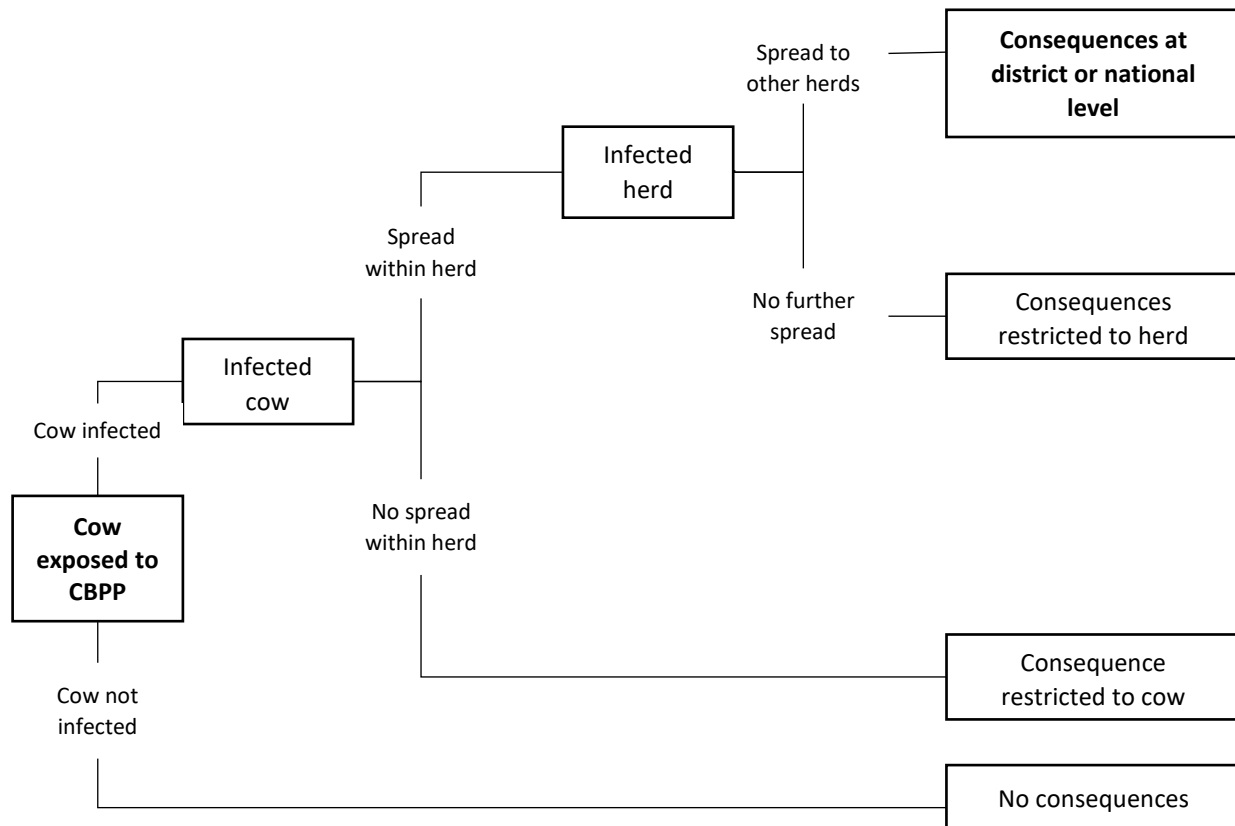 Spread to
other herds
Consequences at
district or national
level
Infected
herd
Spread
within herd
No further
spread
Consequences
restricted to herd
Infected
cow
Cow infected
Cow
exposed to
CBPP
No spread
within herd
Cow not
infected
Consequence
restricted to cow
No consequences